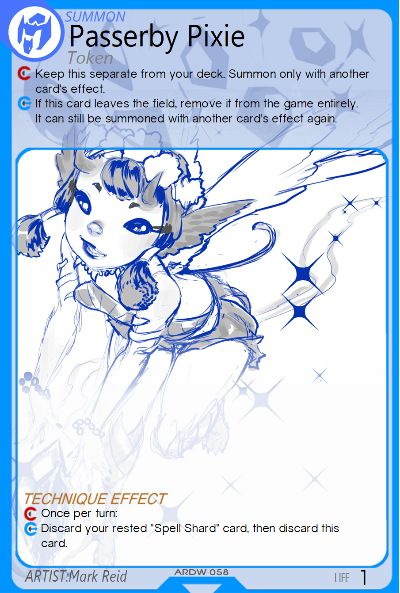 SUMMON
Passerby Pixie
Token
Keep this separate from your deck. Summon only with another
card's effect.
If this card leaves the field, remove it from the game entirely.
It can still be summoned with another card's effect again.
TECHNIQUE EFFECT
Once per turn:
Discard your rested "Spell Shard" card, then discard this
card.
ARTIST:Mark Reid
ARDW 058
LIFE 1